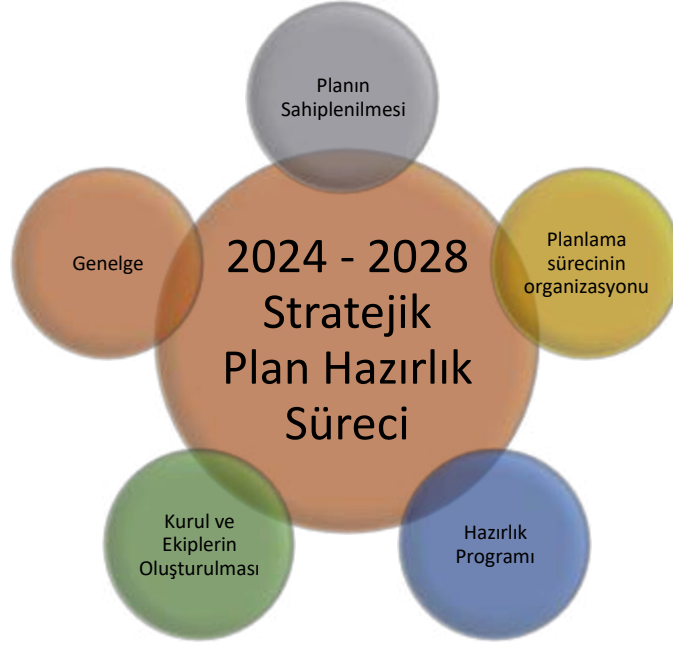 Planın
Sahiplenilmesi
Planlama
sürecinin
organizasyonu
Hazırlık
Programı
Kurul ve
Ekiplerin
Oluşturulması
Genelge
2024 - 2028
Stratejik
Plan Hazırlık
Süreci